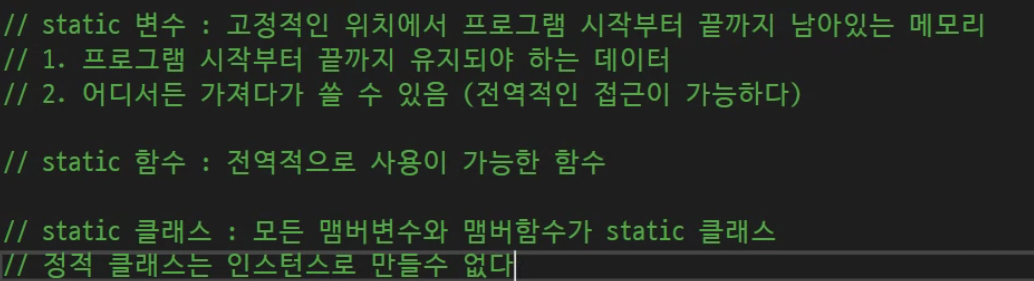 // static 변수 : 고정적인 위치에서 프로그램 시작부터 끝까지 남아있는 메모리
// 1. 프로그램 시작부터 끝까지 유지되야 하는 데이터
// 2. 어디서든 가져다가 쓸 수 있음 (전역적인 접근이 가능하다)
// static 함수 : 전역적으로 사용이 가능한 함수
// static 클래스 : 모든 맴버변수와 맴버함수가 static 클래스
// 정적 클래스는 인스턴스로 만들수 없다